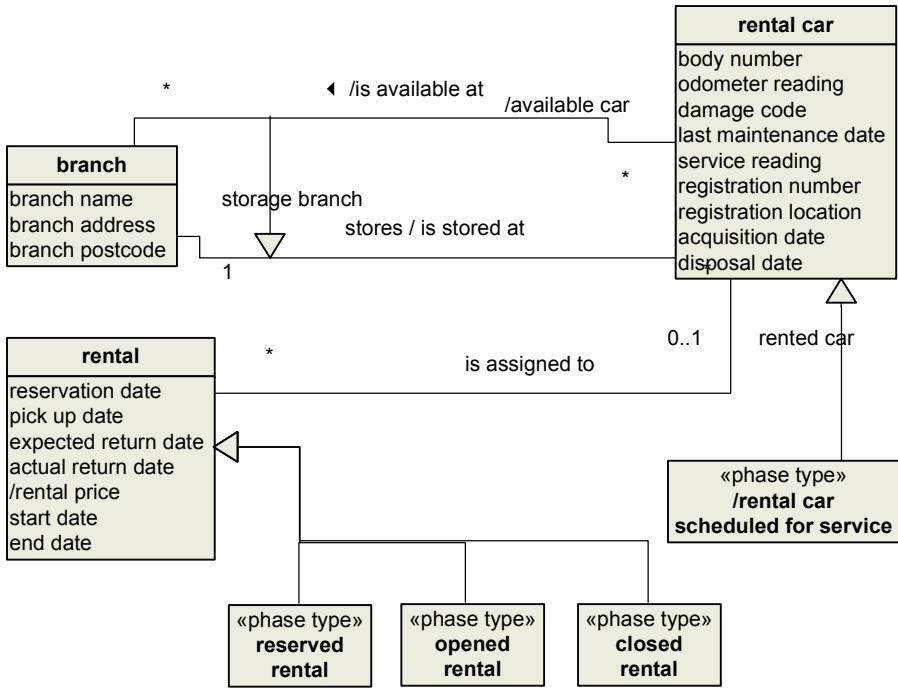 rental car
body number
odometer reading
damage code
last maintenance date
service reading
registration number
registration location
acquisition date
disposal date
*
/is available at
/available car
*
branch
branch name
branch address
branch postcode
storage branch
stores / is stored at
1
*
0..1
rented car
rental
reservation date
pick up date
expected return date
actual return date
/rental price
start date
end date
*
is assigned to
«phase type»
/rental car
scheduled for service
«phase type»
reserved
rental
«phase type»
opened
rental
«phase type»
closed
rental